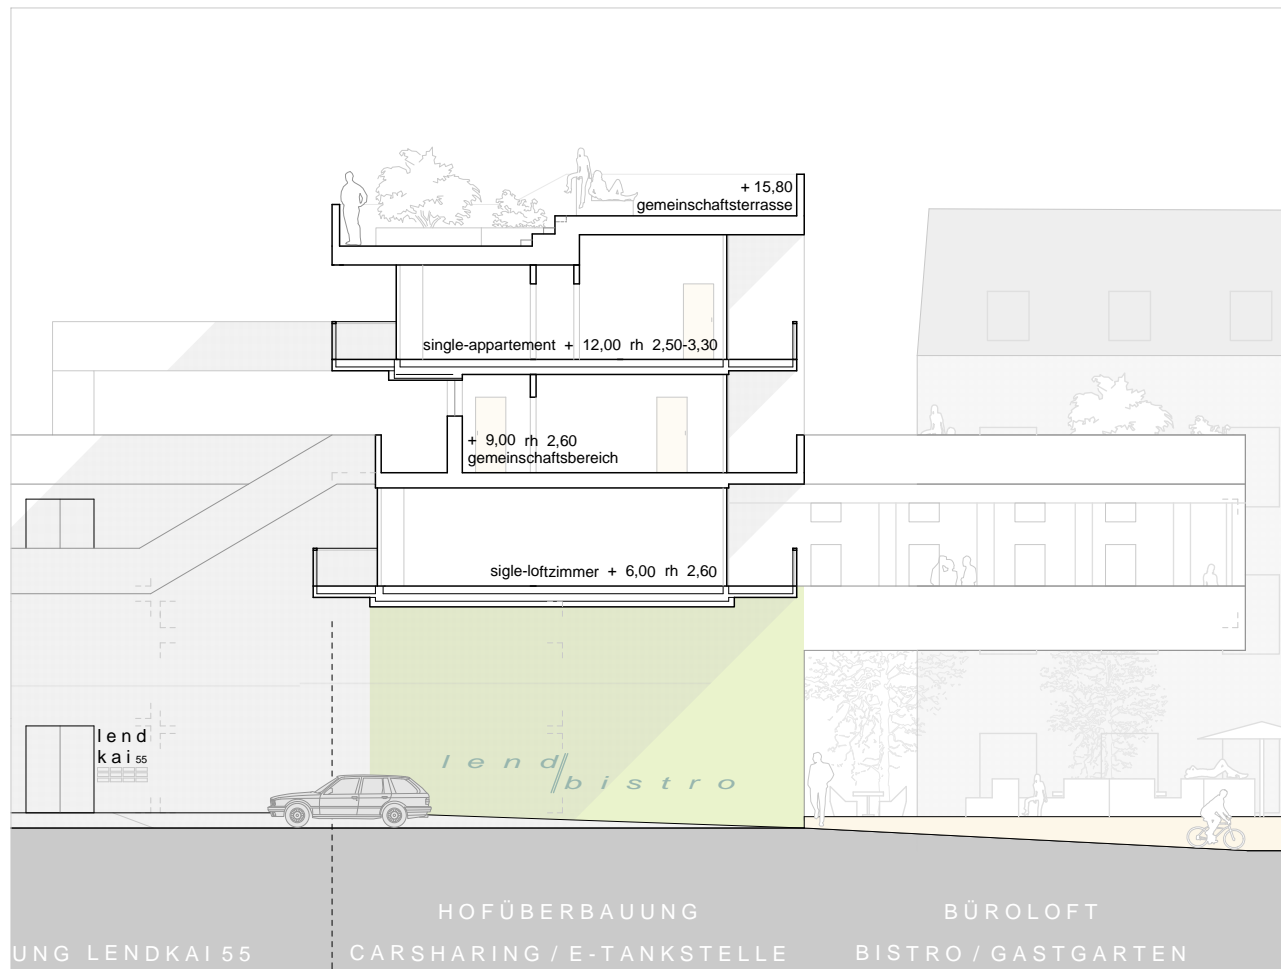 + 15,80
gemeinschaftsterrasse
single-appartement + 12,00 rh 2,50-3,30
+ 9,00 rh 2,60
gemeinschaftsbereich
sigle-loftzimmer + 6,00 rh 2,60
lend
kai 55
lend//
bistro
HOFÜBERBAUUNG
BÜROLOFT
UNG LENDKAI 55
CARSHARING / E-TANKSTELLE
BISTRO / GASTGARTEN